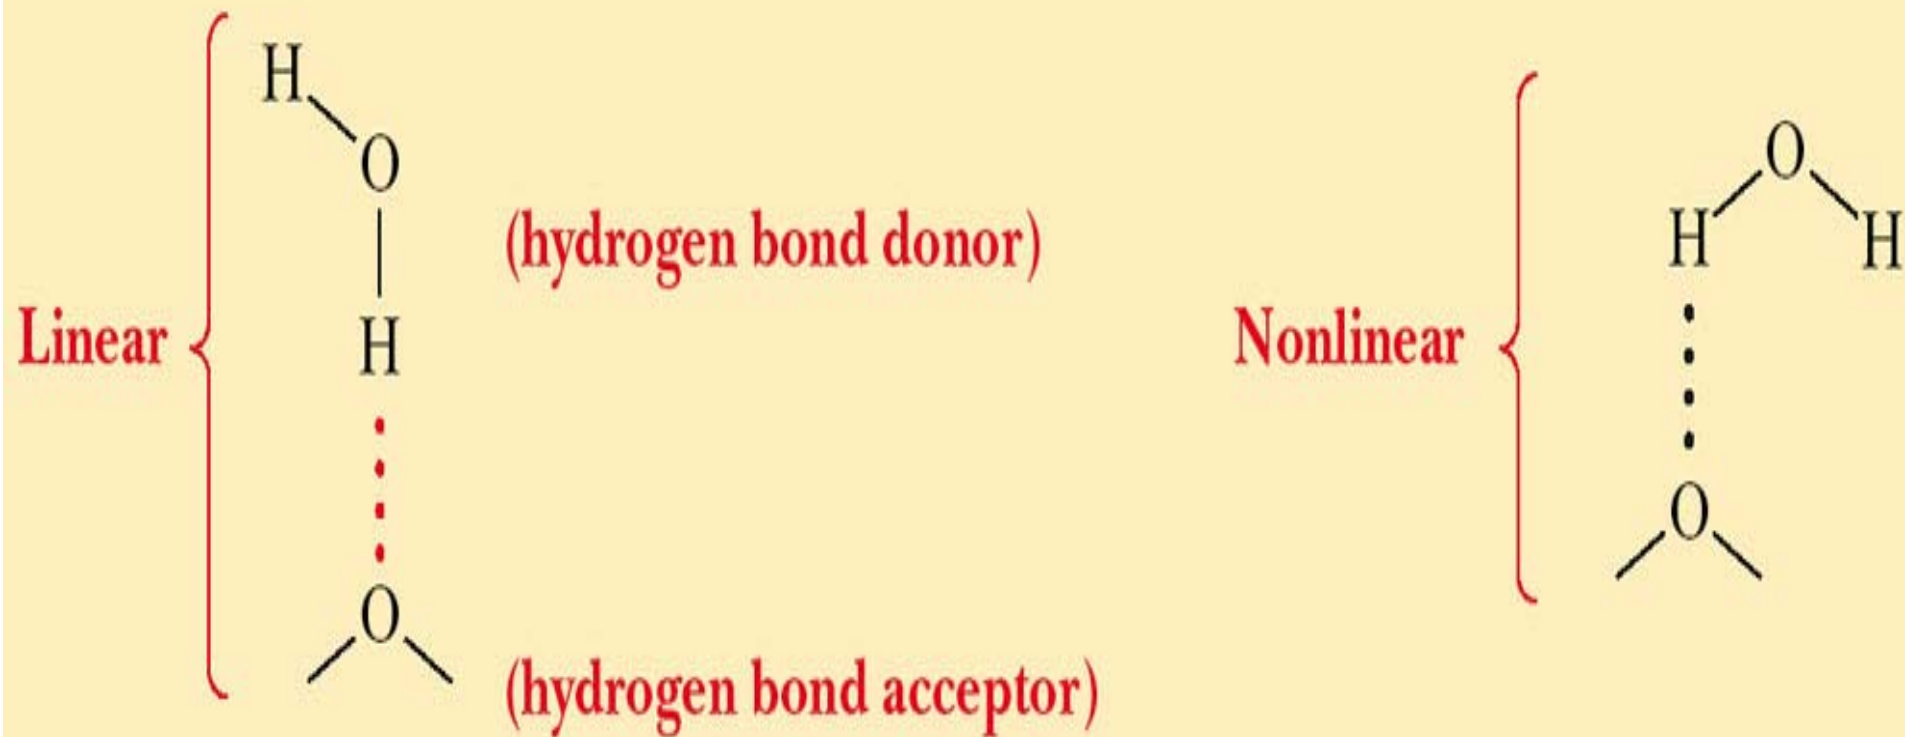 H
O
(hydrogen bond donor)
Linear
H
O
(hydrogen bond acceptor)
O
H
H
Nonlinear
O